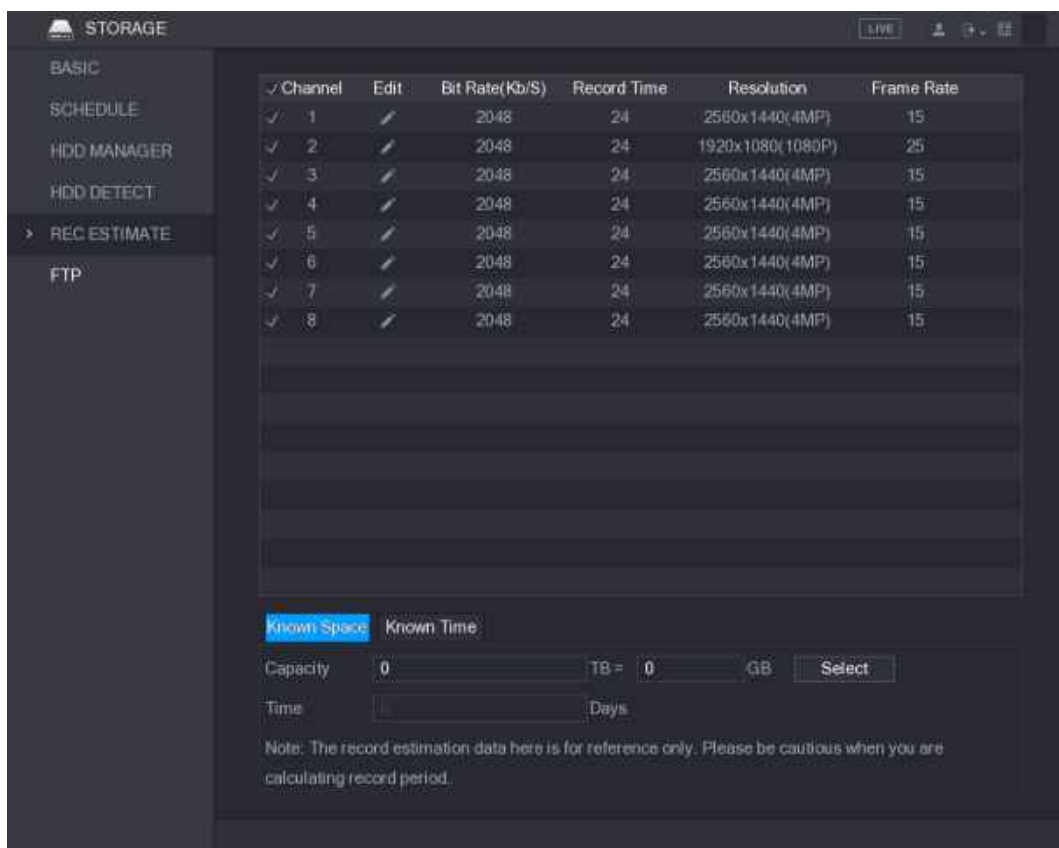 STORAGE
LIVE
BASIC
SCHEDULE
HDD MANAGER
HDD DETECT
> REC ESTIMATE
FTP
Channel Edit Bit Rate(Kb/S) Record Time Resolution Frame Rate
1 2048 24 2560x1440(4MP) 15
2 2048 24 1920x1080(1080P) 25
3 2048 24 2560x1440(4MP) 15
4 2048 24 2560x1440(4MP) 15
5 2048 24 2560x1440(4MP) 15
6 2048 24 2560x1440(4MP) 15
7 2048 24 2560x1440(4MP) 15
8 2048 24 2560x1440(4MP) 15
Known Space Known Time
Capacity 0 TB = 0 GB Select
Time Days
Note: The record estimation data here is for reference only. Please be cautious when you are
calculating record period.